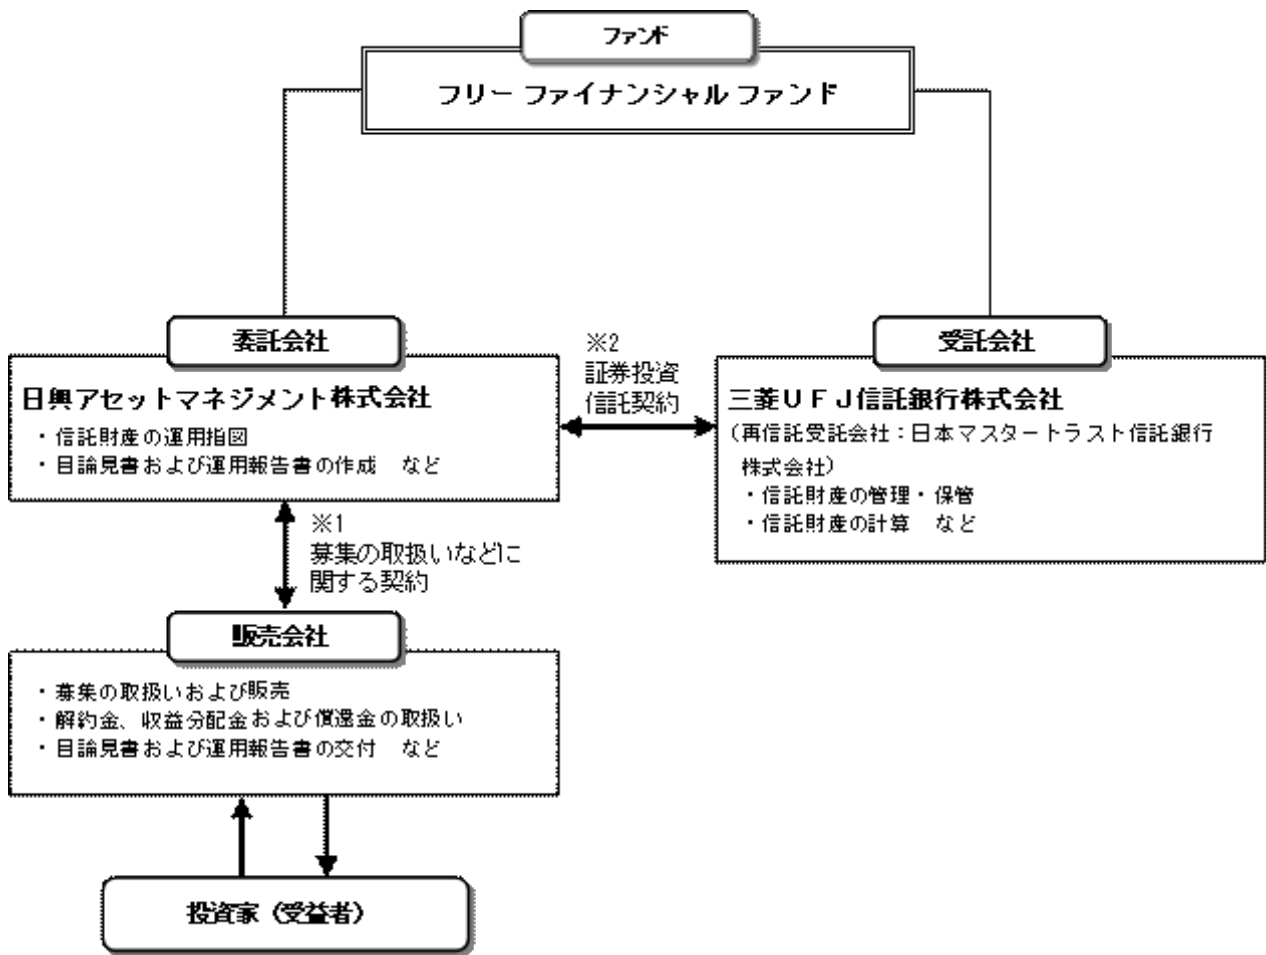 ファンド
フリー ファイナンシャル ファンド
委託会社
日興アセットマネジメント株式会社
・信託財産の運用指図
・目論見書および運用報告書の作成　など
※2
証券投資
信託契約
受託会社
三菱ＵＦＪ信託銀行株式会社
(再信託受託会社：日本マスタートラスト信託銀行
株式会社)
・信託財産の管理・保管
・信託財産の計算　など
※1
募集の取扱いなどに
関する契約
販売会社
・募集の取扱いおよび販売
・解約金、収益分配金および償還金の取扱い
・目論見書および運用報告書の交付　など
投資家（受益者）